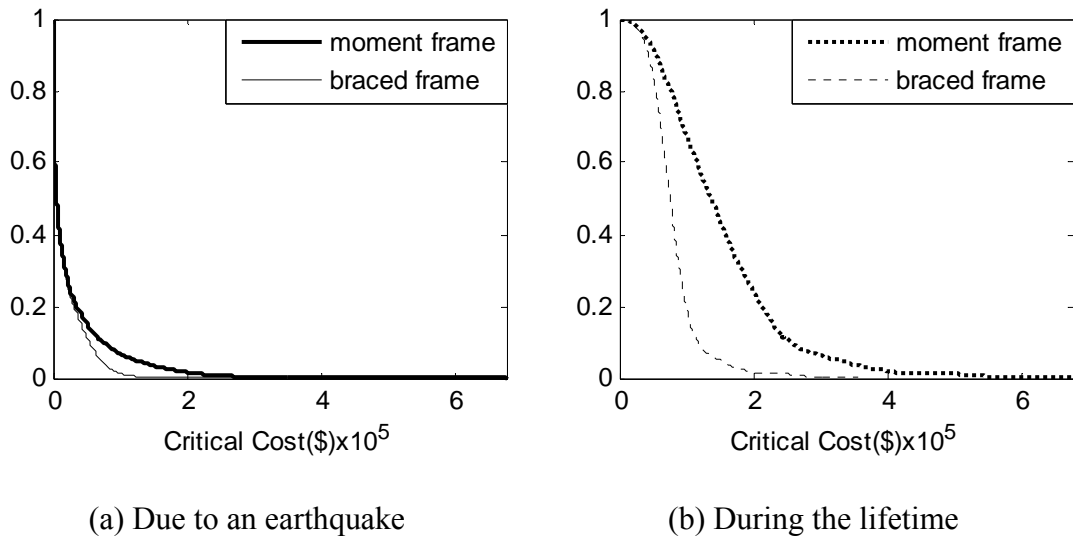 1
0.8
0.6
0.4
0.2
0
0 2 4 6
Critical Cost($)x10^5
moment frame
braced frame
(a) Due to an earthquake
1
0.8
0.6
0.4
0.2
0
0 2 4 6
Critical Cost($)x10^5
moment frame
braced frame
(b) During the lifetime